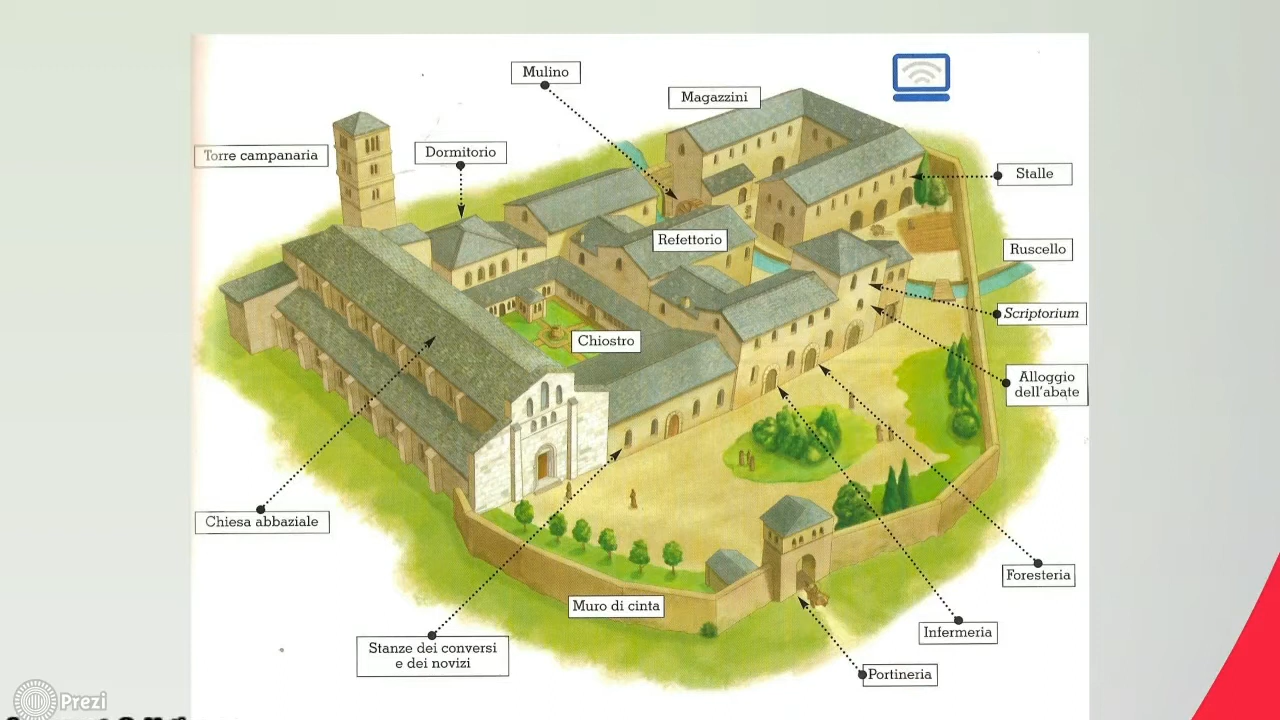 Mulino
Magazzini
Torre campanaria
Dormitorio
Stalle
Refettorio
Ruscello
Scriptorium
Chiostro
Alloggio
dell'abate
Chiesa abbaziale
Foresteria
Muro di cinta
Infermeria
Stanze dei conversi
e dei novizi
Portineria
Prezi